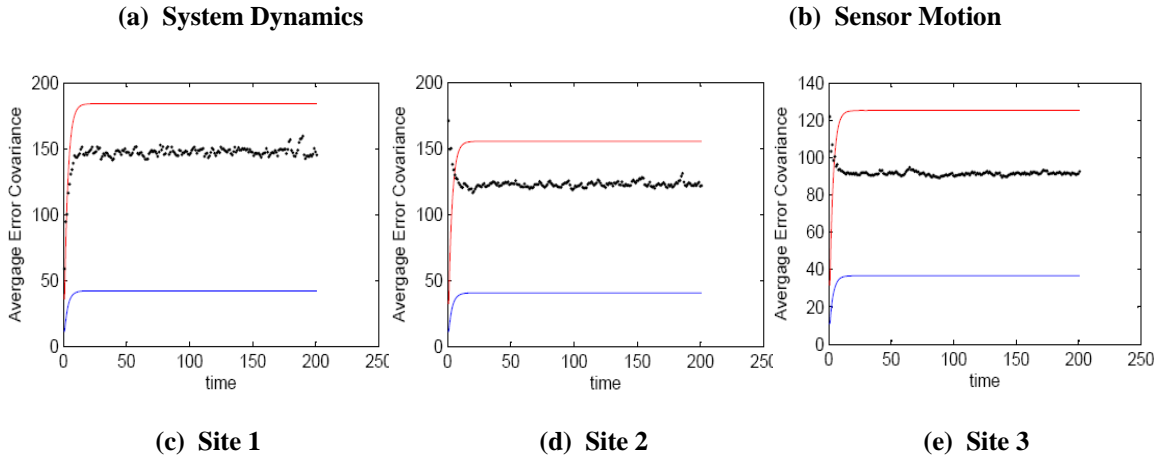 (a) System Dynamics
(b) Sensor Motion
Avergage Error Covariance
200
150
100
50
0
0 50 100 150 200 250
time
Avergage Error Covariance
200
150
100
50
0
0 50 100 150 200 250
time
Avergage Error Covariance
140
120
100
80
60
40
20
0
0 50 100 150 200 250
time
(c) Site 1
(d) Site 2
(e) Site 3